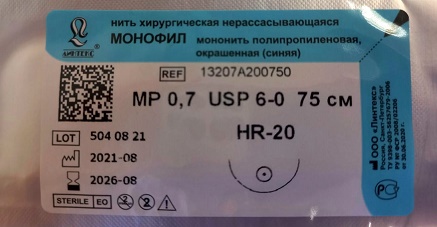 нить хирургическая нерассасывающаяся
МОНОФИЛ мононить полипропиленовая,
окрашенная (синяя)
ЛИНТЕКС
REF 13207A200750
MP 0,7 USP 6-0 75 см
HR-20
LOT 504 08 21
2021-08
2026-08
STERILE EO
ООО «Линтекс»
Россия, Санкт-Петербург